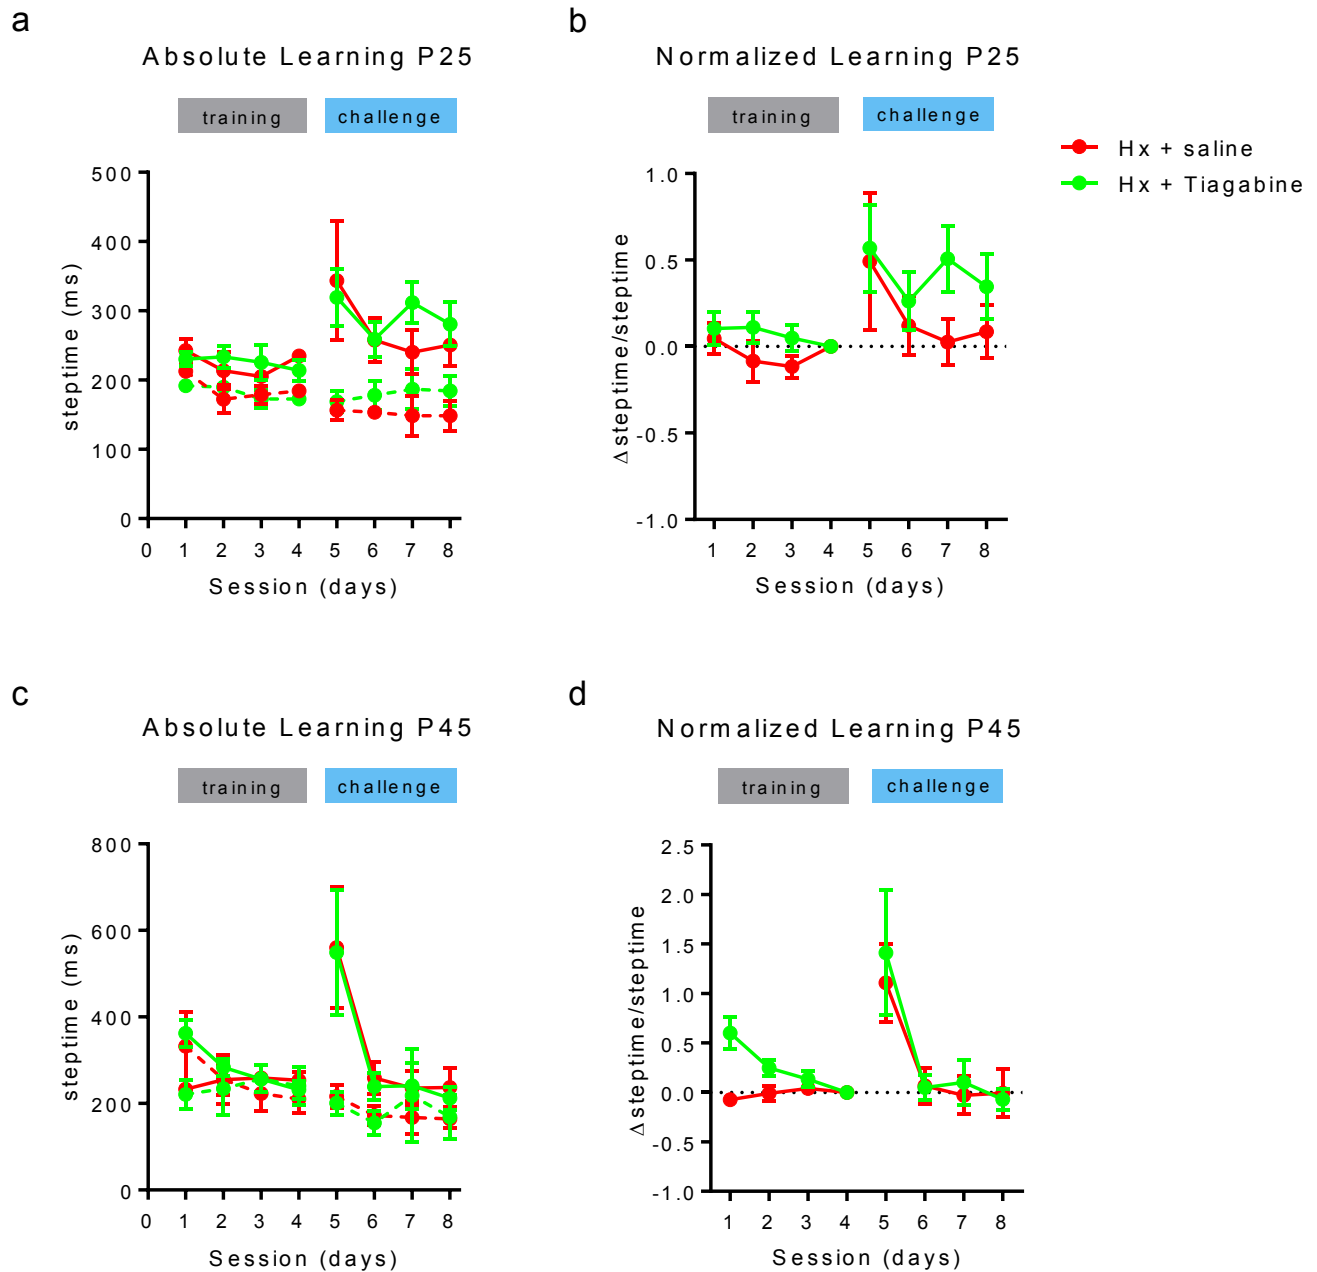 a
Absolute Learning P25
training
challenge
500
400
300
200
100
0
steptime (ms)
0 1 2 3 4 5 6 7 8
Session (days)
b
Normalized Learning P25
training
challenge
1.0
0.5
0.0
-0.5
-1.0
Δsteptime/steptime
1 2 3 4 5 6 7 8
Session (days)
Hx + saline
Hx + Tiagabine
c
Absolute Learning P45
training
challenge
800
600
400
200
0
steptime (ms)
0 1 2 3 4 5 6 7 8
Session (days)
d
Normalized Learning P45
training
challenge
2.5
2.0
1.5
1.0
0.5
0.0
-0.5
-1.0
Δsteptime/steptime
1 2 3 4 5 6 7 8
Session (days)